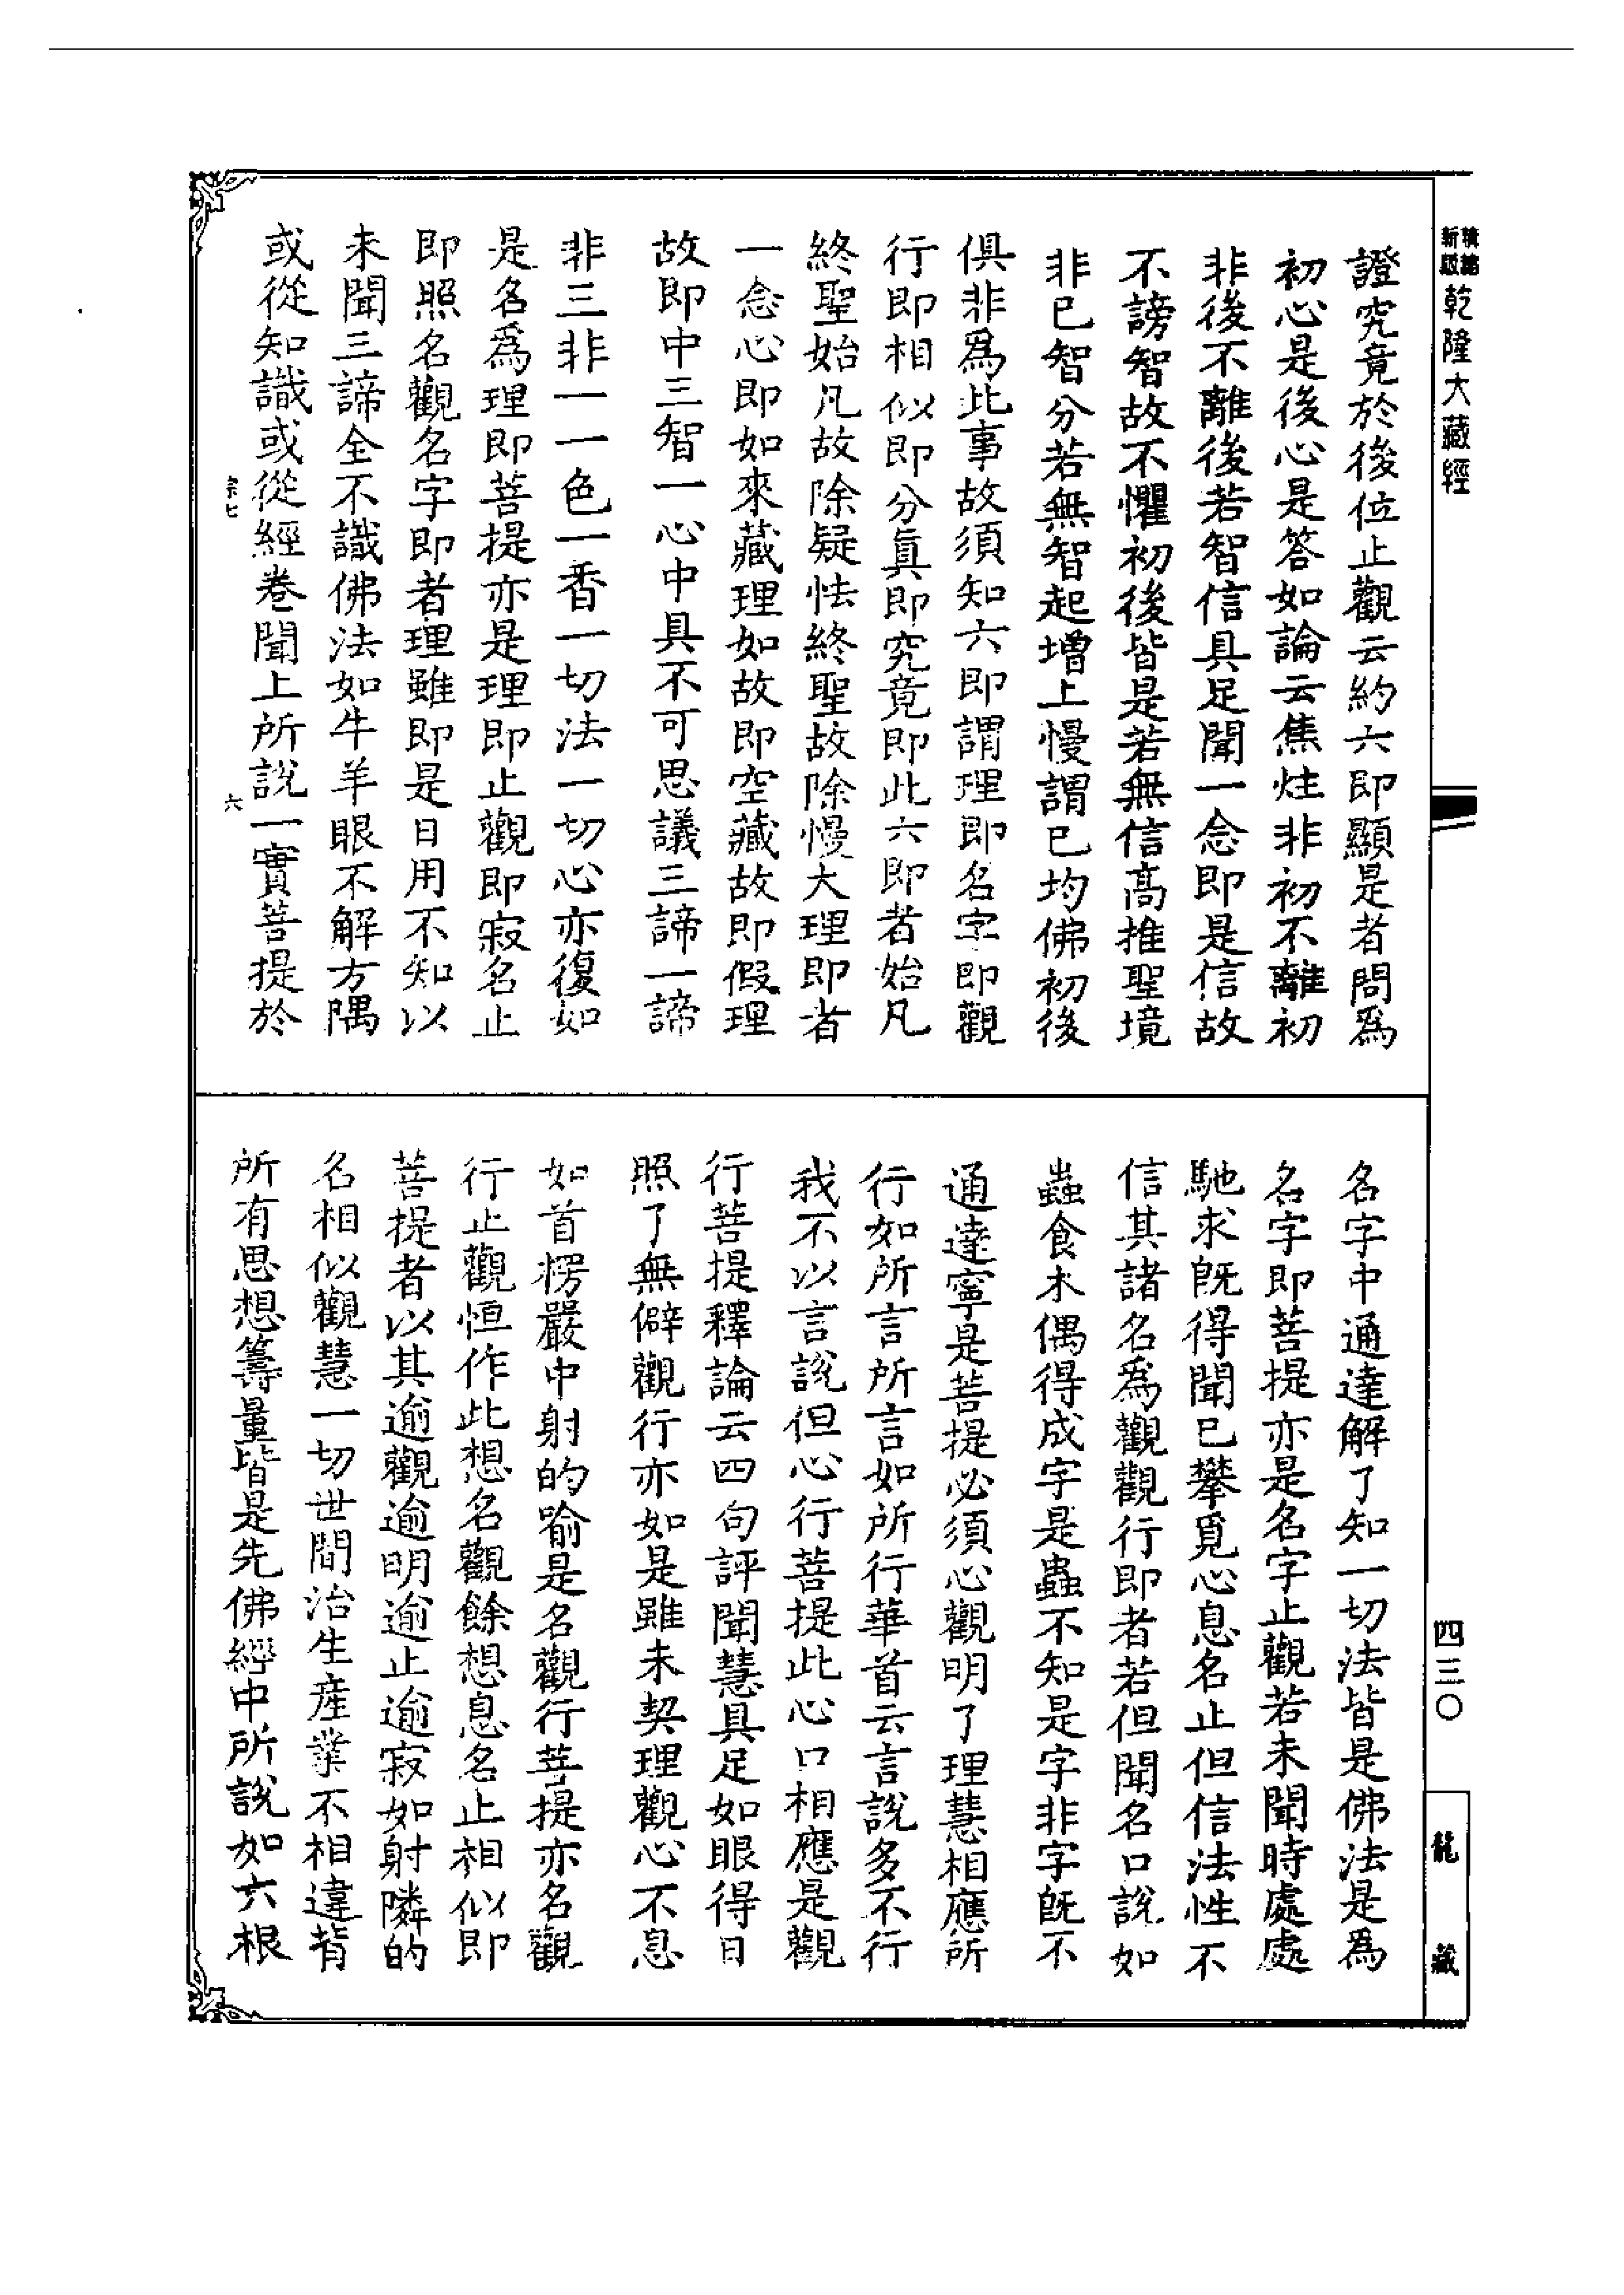 新
乾隆大藏經
證究竟於後位止觀云約六即顯是者問爲
初心是後心是答如論云焦炷非初不離初
非後不離後若智信具足聞一念即是信故
不謗智故不懼初後皆是若無信高推聖境
非已智分若無智起增上慢謂已均佛初後
俱非爲此事故須知六即謂理即名字即觀
行即相似即分眞即究竟即此六即者始凡
終聖始凡故除疑怯終聖故除慢大理即者
一念心即如來藏理如故即空藏故即假理
故即中三智一心中具不可思議三諦一諦
非三非一一色一香一切法一切心亦復如
是名爲理即菩提亦是理即止觀即寂名止
即照名觀名字即者理雖即是日用不知以
未聞三諦全不識佛法如牛羊眼不解方隅
或從知識或從經卷聞上所說一實菩提於
宗七
六
名字中通達解了知一切法皆是佛法是爲
名字即菩提亦是名字止觀若未聞時處處
馳求旣得聞已攀覓心息名止但信法性不
信其諸名爲觀觀行即者若但聞名口說如
蟲食木偶得成字是蟲不知是字非字旣不
通達寧是菩提必須心觀明了理慧相應所
行如所言所言如所行華首云言說多不行
我不以言說但心行菩提此心口相應是觀
行菩提釋論云四句評聞慧具足如眼得日
照了無僻觀行亦如是雖未契理觀心不息
如首楞嚴中射的喻是名觀行菩提亦名觀
行止觀恒作此想名觀餘想息名止相似即
菩提者以其逾觀逾明逾止逾寂如射隣的
名相似觀慧一切世間治生產業不相違背
所有思想籌量皆是先佛經中所說如六根
四三〇
龍藏